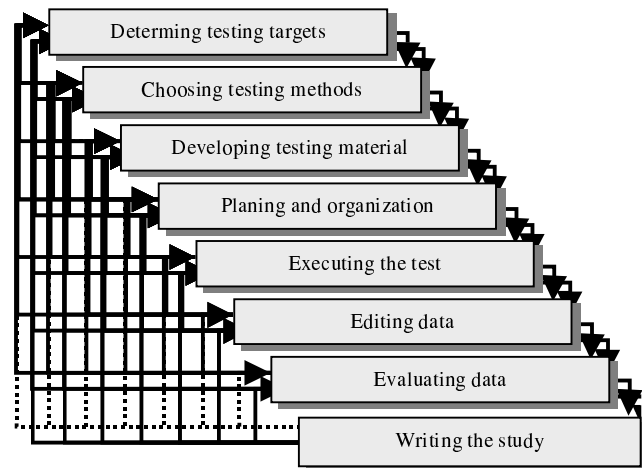 Determing testing targets
Choosing testing methods
Developing testing material
Planing and organization
Executing the test
Editing data
Evaluating data
Writing the study